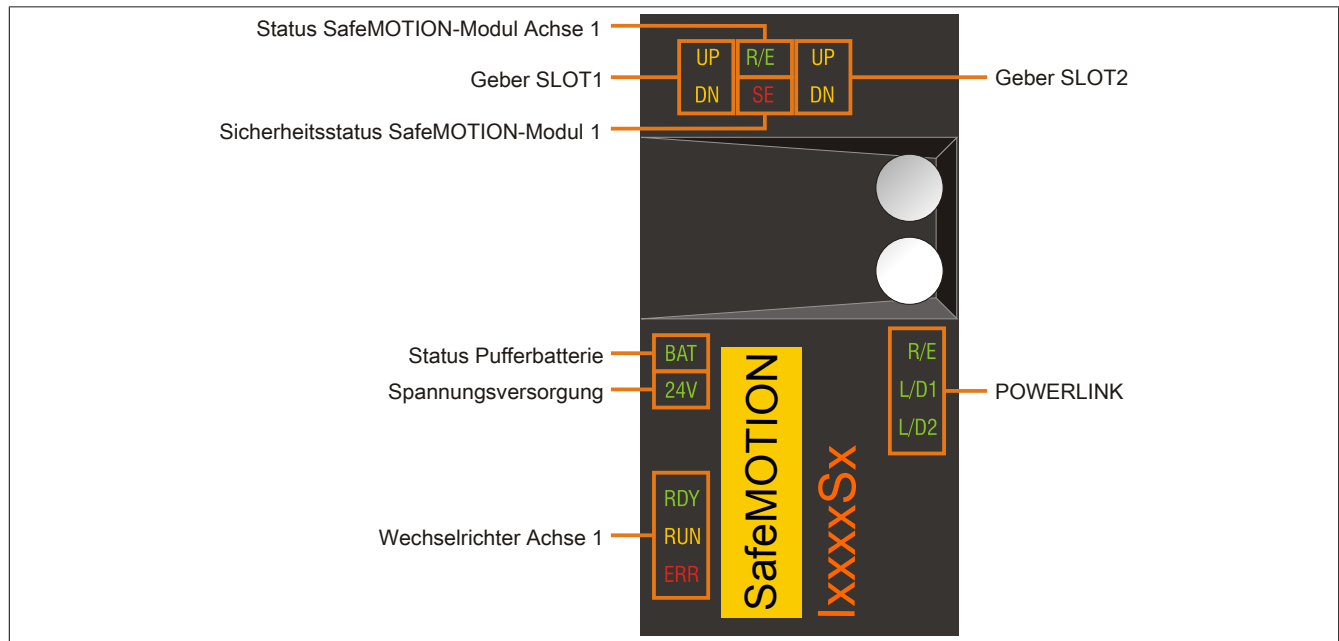 Status SafeMOTION-Modul Achse 1
UP R/E UP
Geber SLOT1
Geber SLOT2
DN SE DN
Sicherheitsstatus SafeMOTION-Modul 1
Status Pufferbatterie
BAT
R/E
Spannungsversorgung
24V
L/D1
POWERLINK
L/D2
RDY
Wechselrichter Achse 1
RUN
ERR
SafeMOTION
IxxxxSx